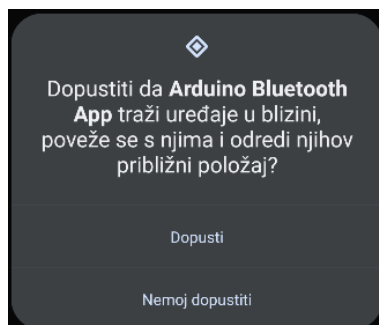 Dopustiti da Arduino Bluetooth
App traži uređaje u blizini,
poveže se s njima i odredi njihov
približni položaj?
Dopusti
Nemoj dopustiti